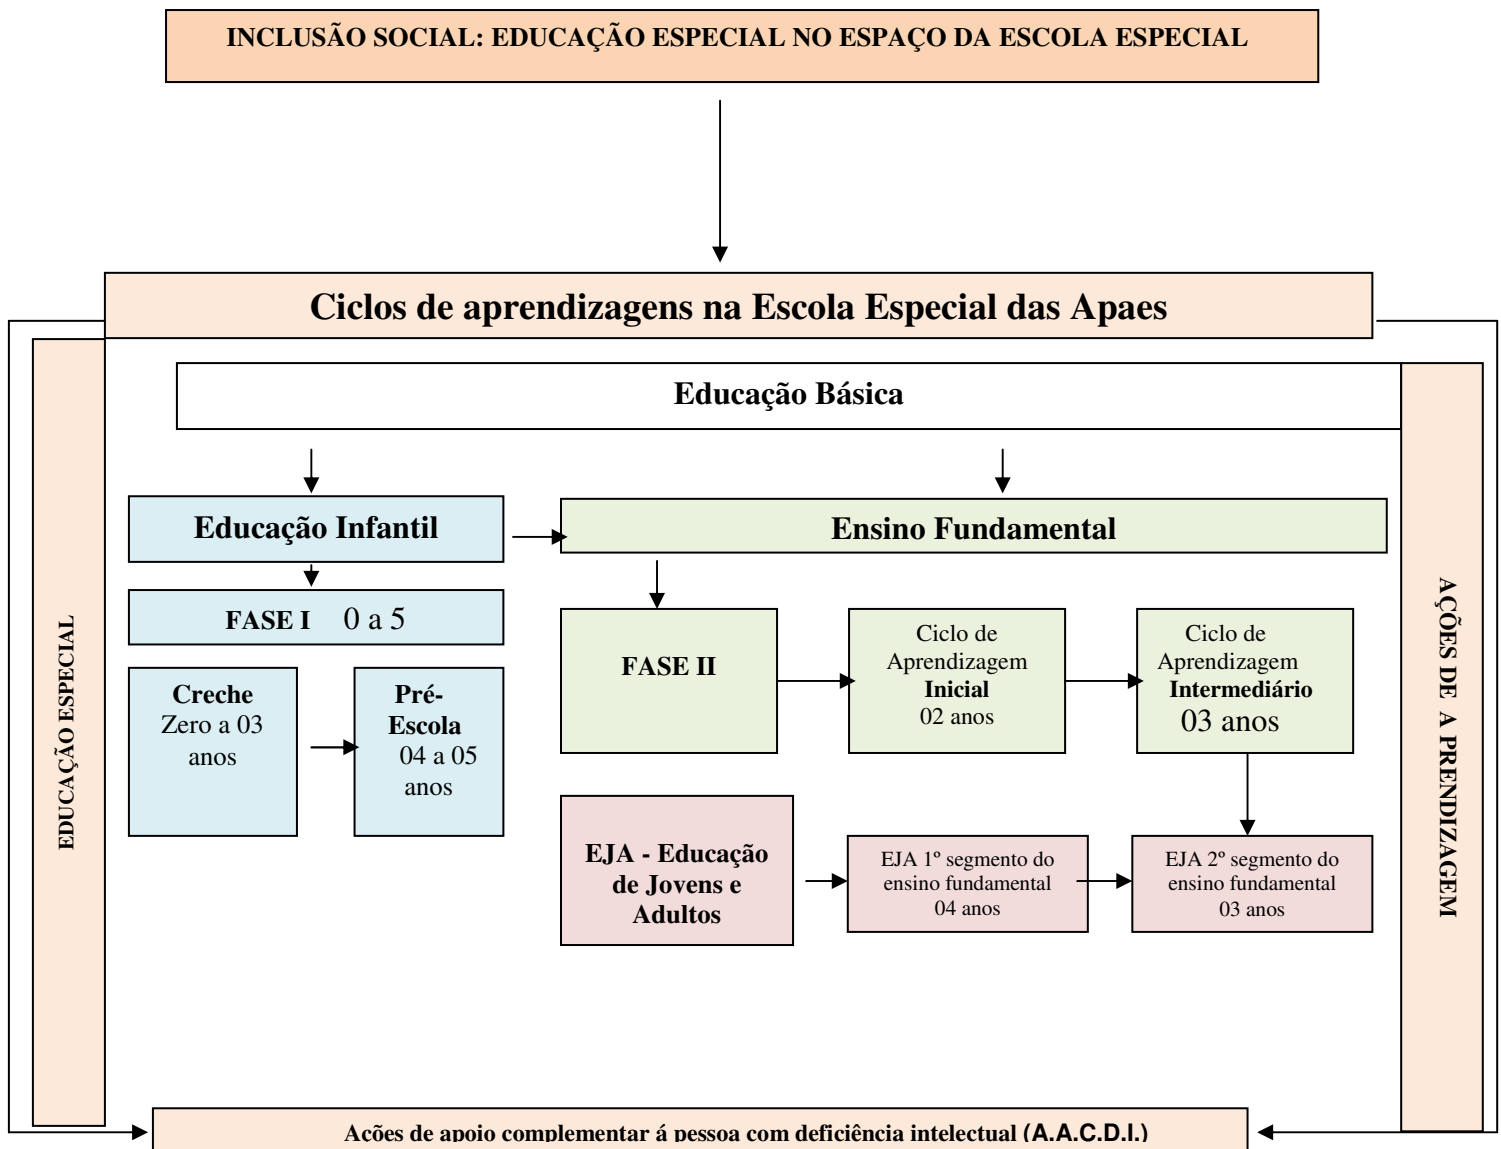 INCLUSÃO SOCIAL: EDUCAÇÃO ESPECIAL NO ESPAÇO DA ESCOLA ESPECIAL
Ciclos de aprendizagens na Escola Especial das Apaes
EDUCAÇÃO ESPECIAL
Educação Básica
Educação Infantil
FASE I 0 a 5
Creche
Zero a 03
anos
Pré-
Escola
04 a 05
anos
Ensino Fundamental
FASE II
Ciclo de
Aprendizagem
Inicial
02 anos
Ciclo de
Aprendizagem
Intermediário
03 anos
EJA - Educação
de Jovens e
Adultos
EJA 1º segmento do
ensino fundamental
04 anos
EJA 2º segmento do
ensino fundamental
03 anos
AÇÕES DE A PRENDIZAGEM
Ações de apoio complementar á pessoa com deficiência intelectual (A.A.C.D.I.)